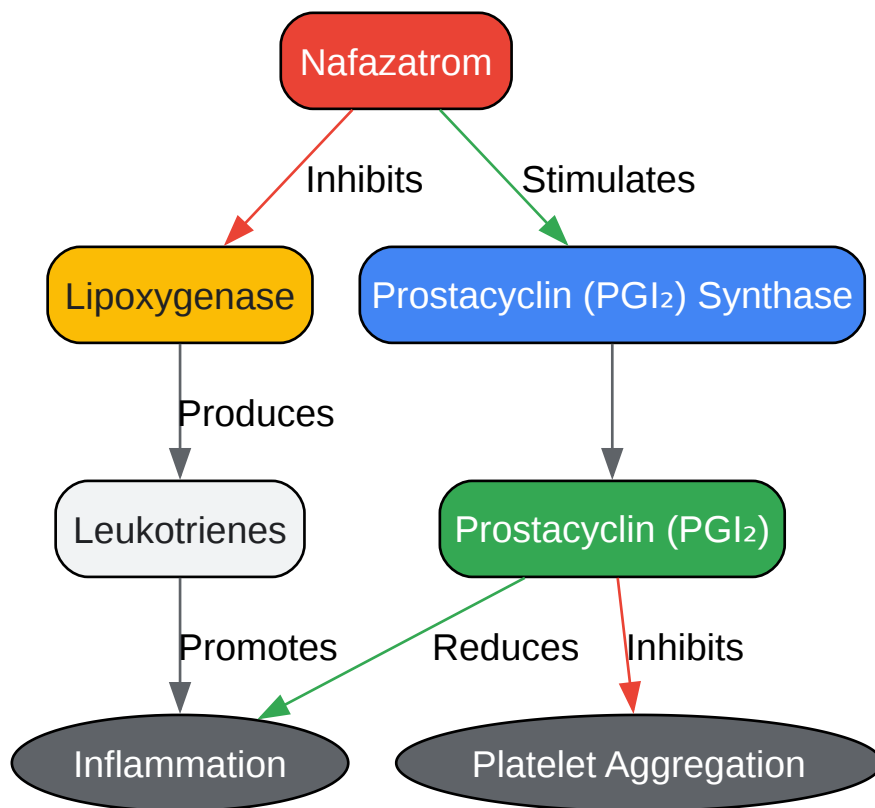 Nafazatrom
Inhibits
Stimulates
Lipoxygenase
Prostacyclin (PGI₂) Synthase
Produces
Leukotrienes
Prostacyclin (PGI₂)
Promotes
Reduces
Inhibits
Inflammation
Platelet Aggregation